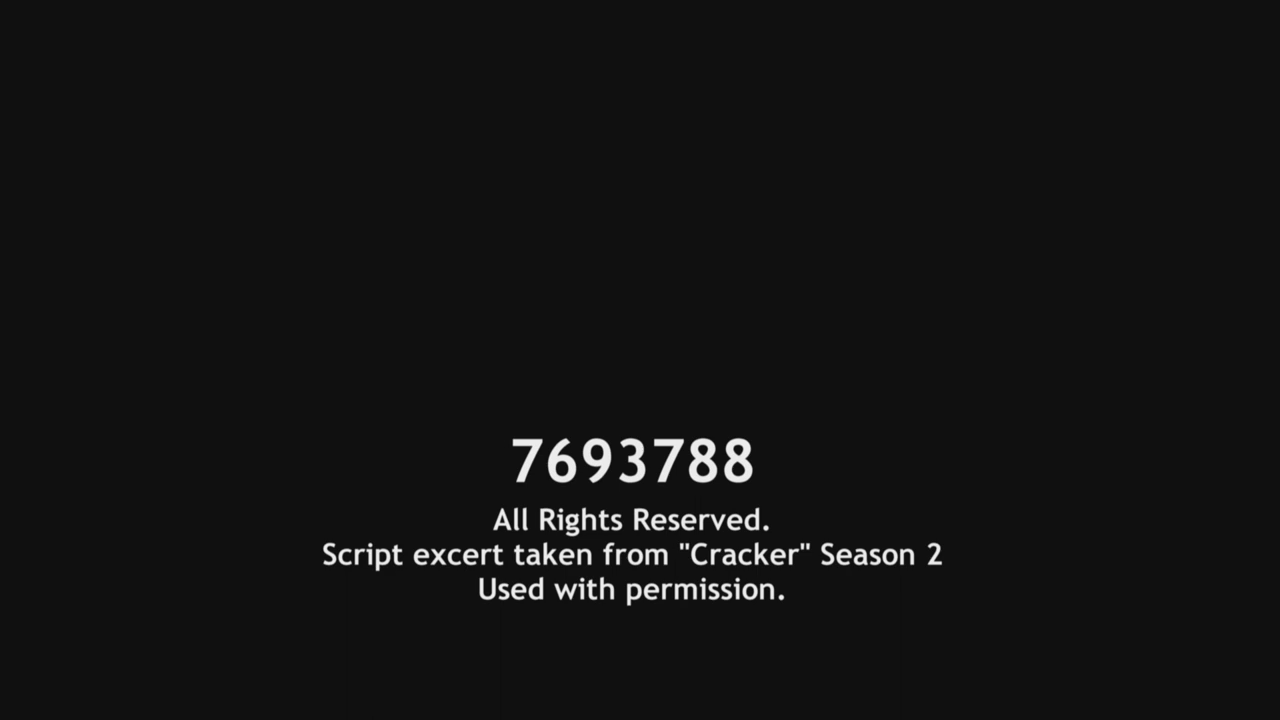 7693788
All Rights Reserved.
Script excert taken from "Cracker" Season 2
Used with permission.